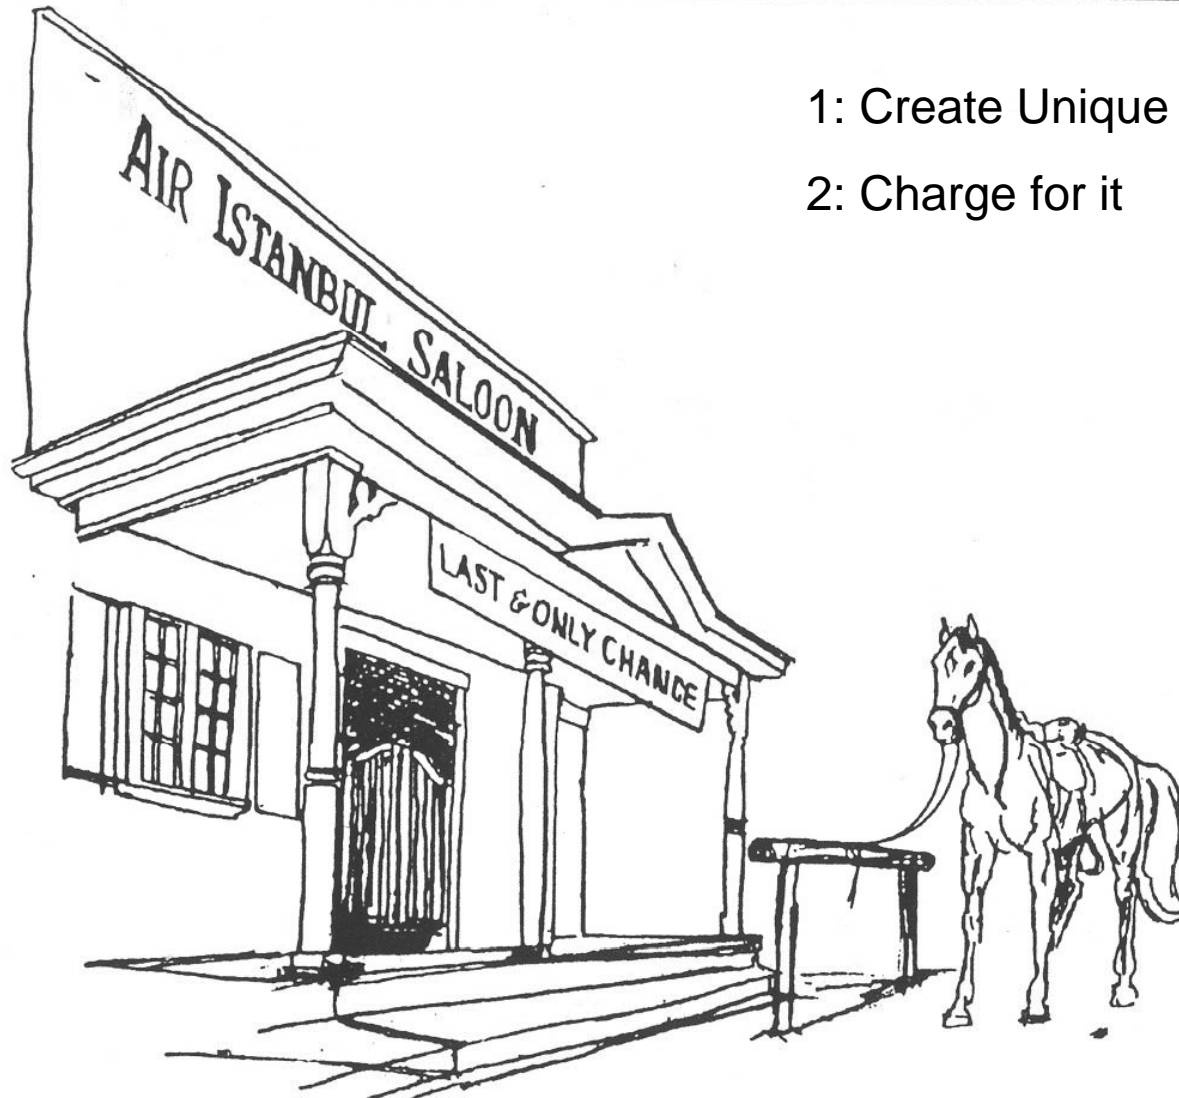 1: Create Unique
2: Charge for it
AIR ISTANBUL SALOON
LAST & ONLY CHANCE